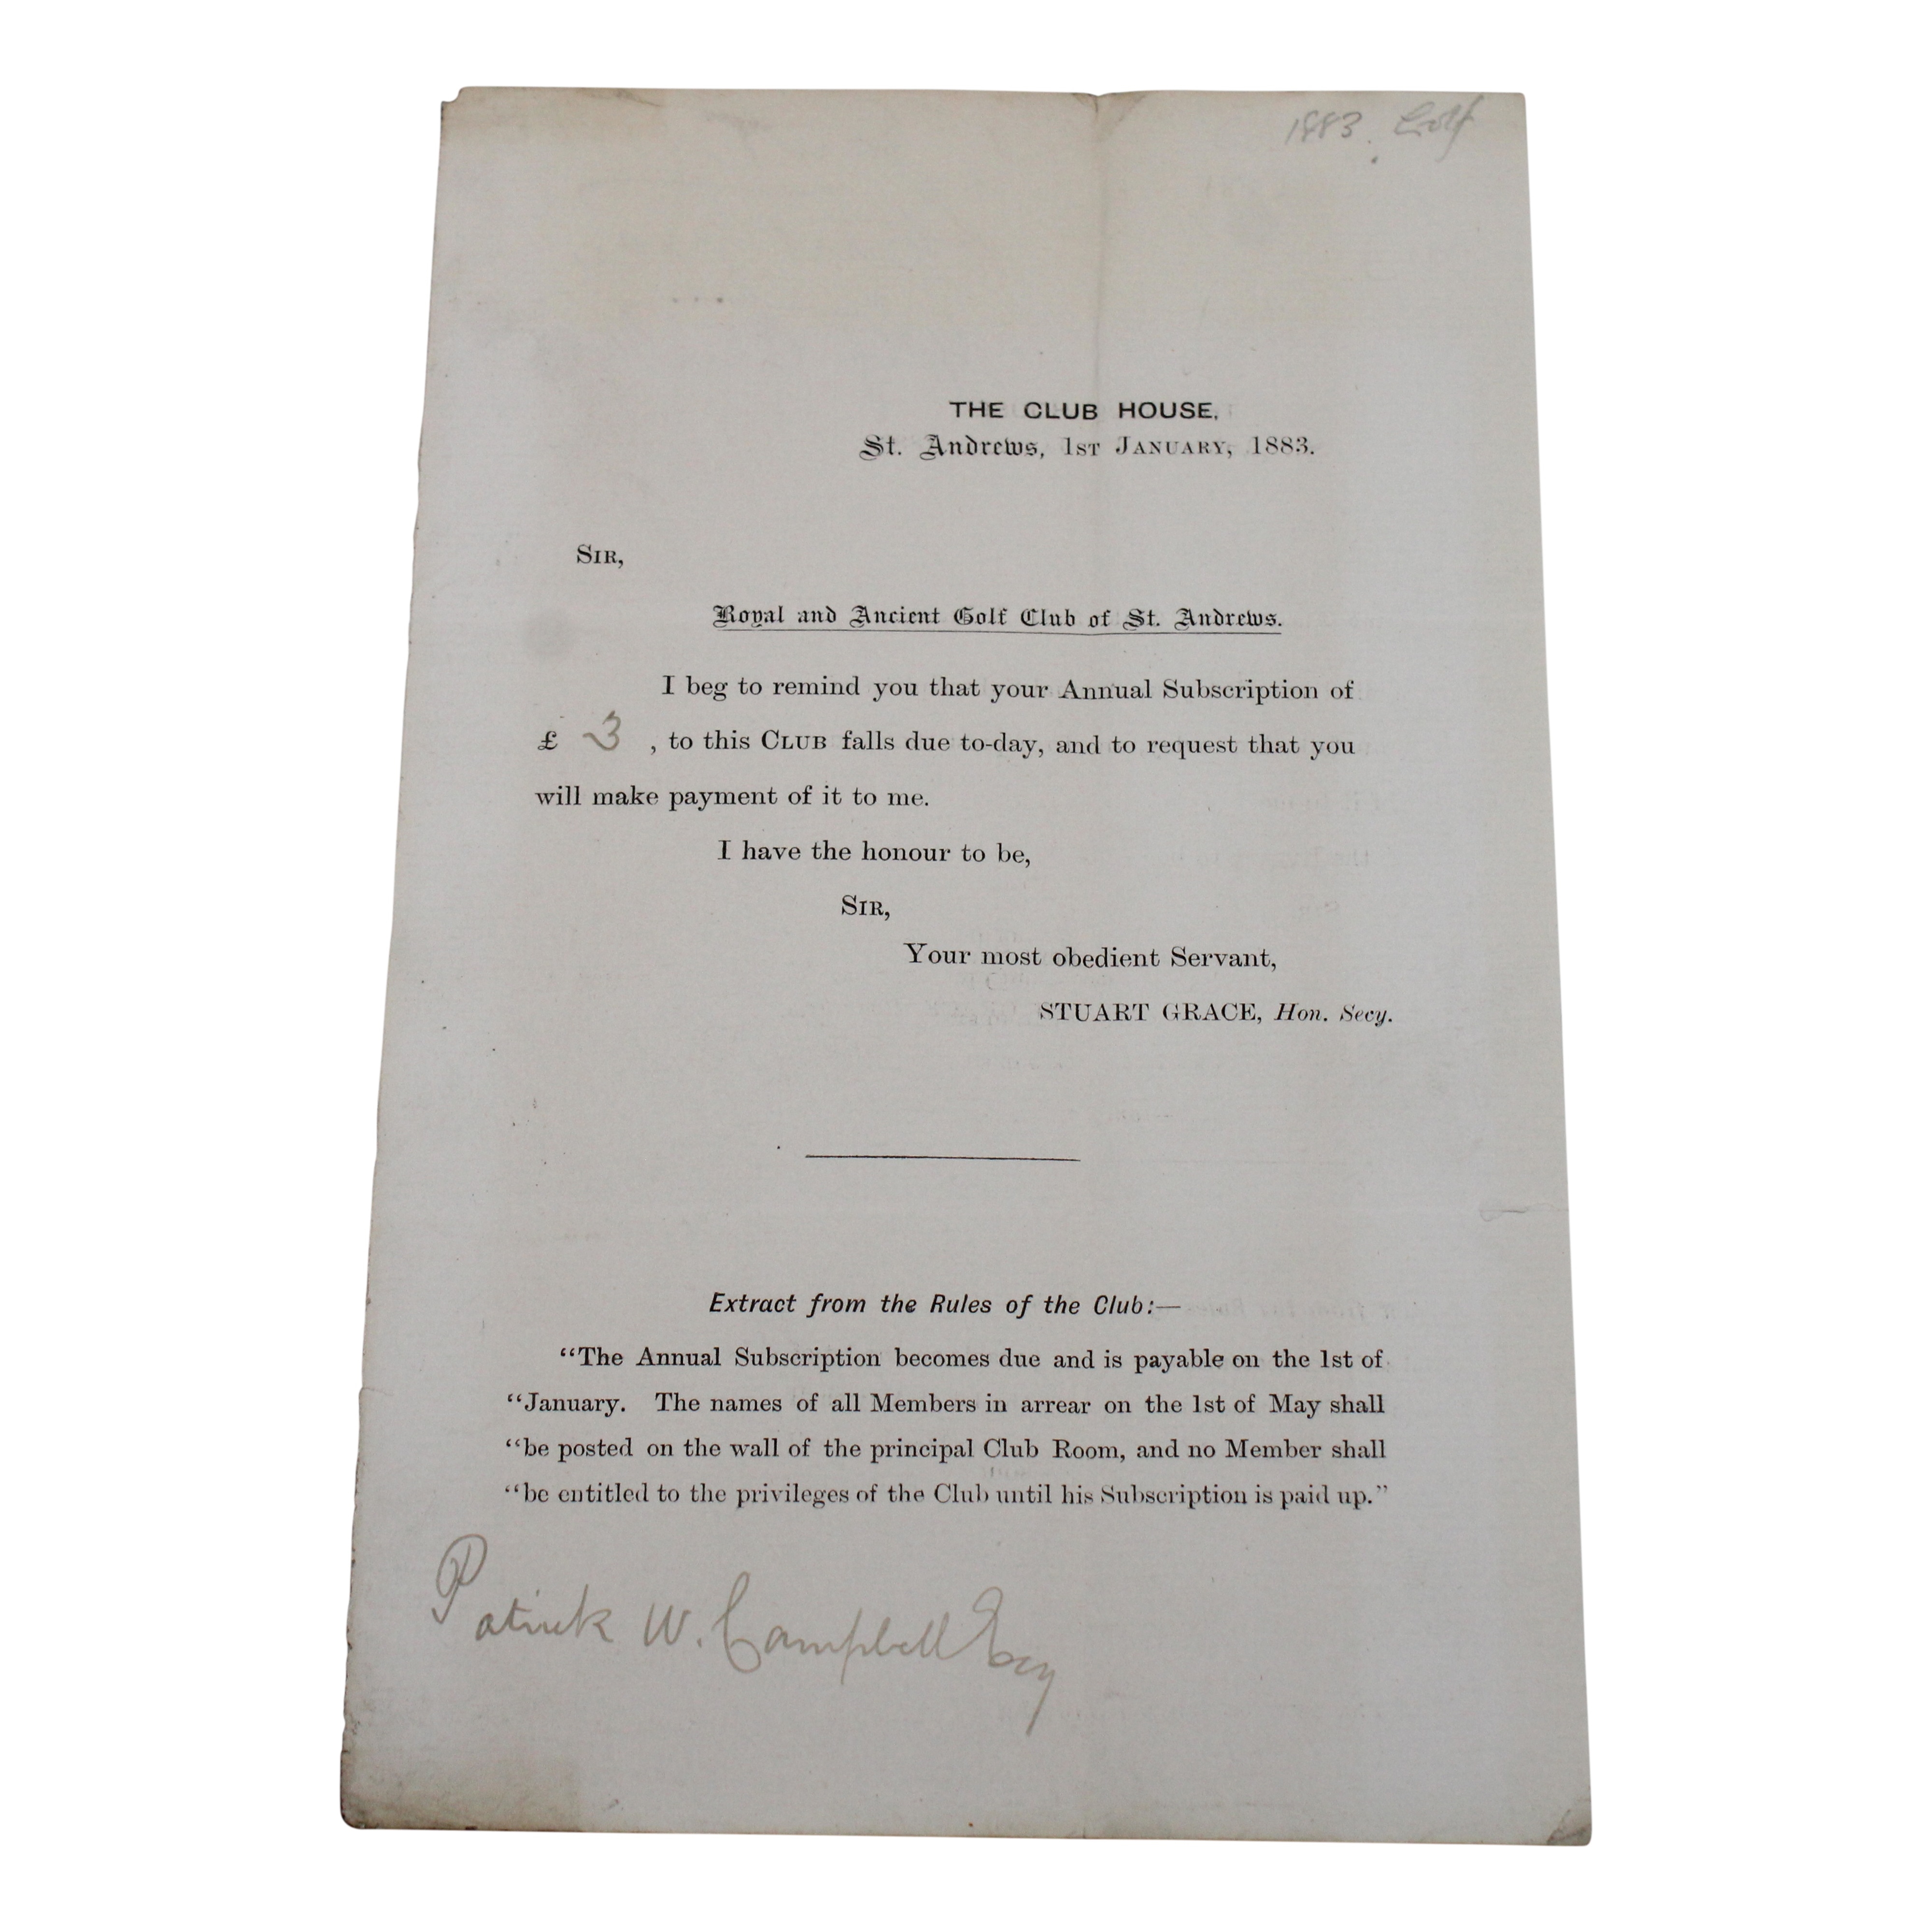 1883. Golf
THE CLUB HOUSE,
St. Andrews, 1ST JANUARY, 1883.
SIR,
Royal and Ancient Golf Club of St. Andrews.
I beg to remind you that your Annual Subscription of
£ 3 , to this CLUB falls due to-day, and to request that you
will make payment of it to me.
I have the honour to be,
SIR,
Your most obedient Servant,
STUART GRACE, Hon. Secy.
Extract from the Rules of the Club:—
“The Annual Subscription becomes due and is payable on the 1st of
“January. The names of all Members in arrear on the 1st of May shall
“be posted on the wall of the principal Club Room, and no Member shall
“be entitled to the privileges of the Club until his Subscription is paid up.”
Patrick W. Campbell Esq